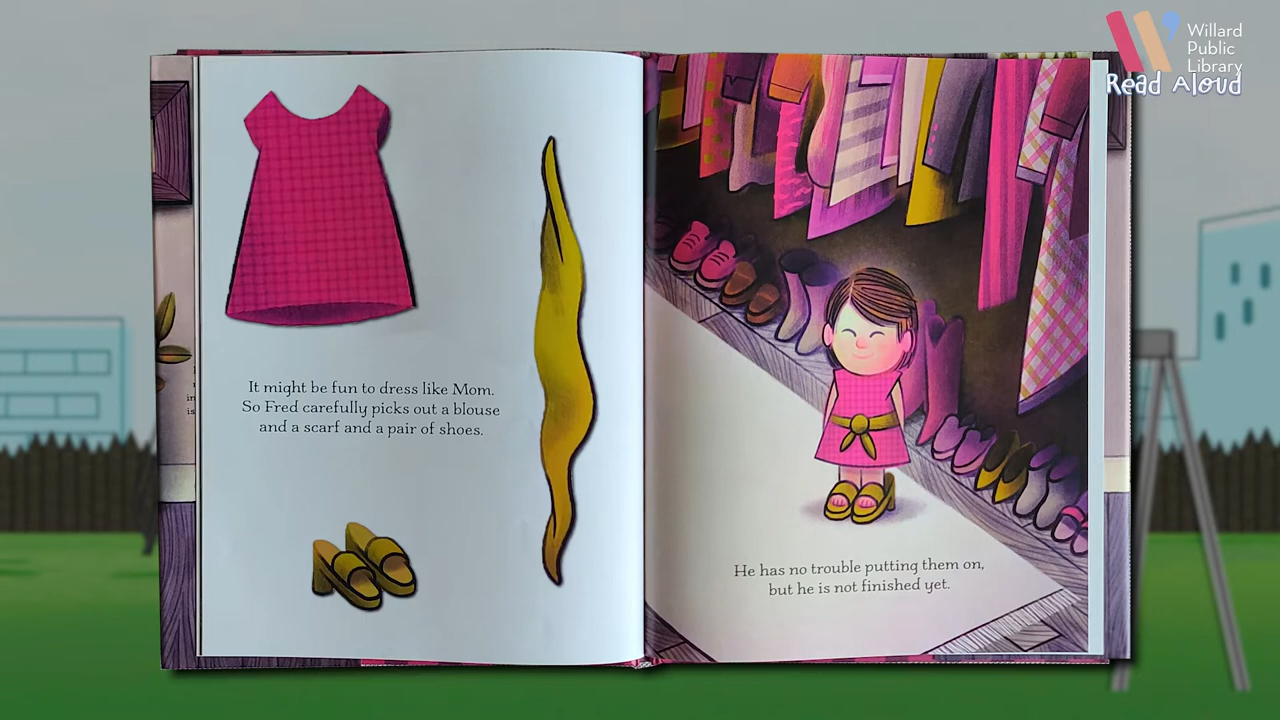 Willard
Public
Library
Read Aloud
It might be fun to dress like Mom.
So Fred carefully picks out a blouse
and a scarf and a pair of shoes.
He has no trouble putting them on,
but he is not finished yet.